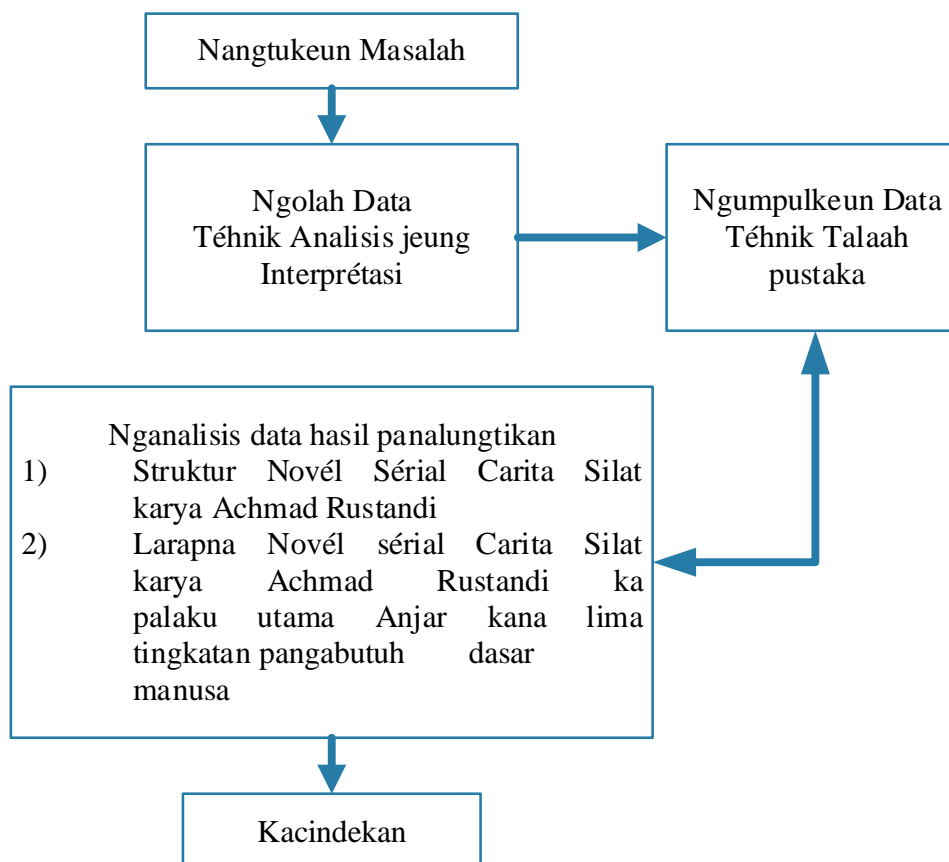 Nangtukeun Masalah
Ngolah Data
Téhnik Analisis jeung
Interprétasi
Ngumpulkeun Data
Téhnik Talaah
pustaka
Nganalisis data hasil panalungtikan
1) Struktur Novél Sérial Carita Silat
karya Achmad Rustandi
2) Larapna Novél sérial Carita Silat
karya Achmad Rustandi ka
palaku utama Anjar kana lima
tingkatan pangabutuh dasar
manusa
Kacindekan